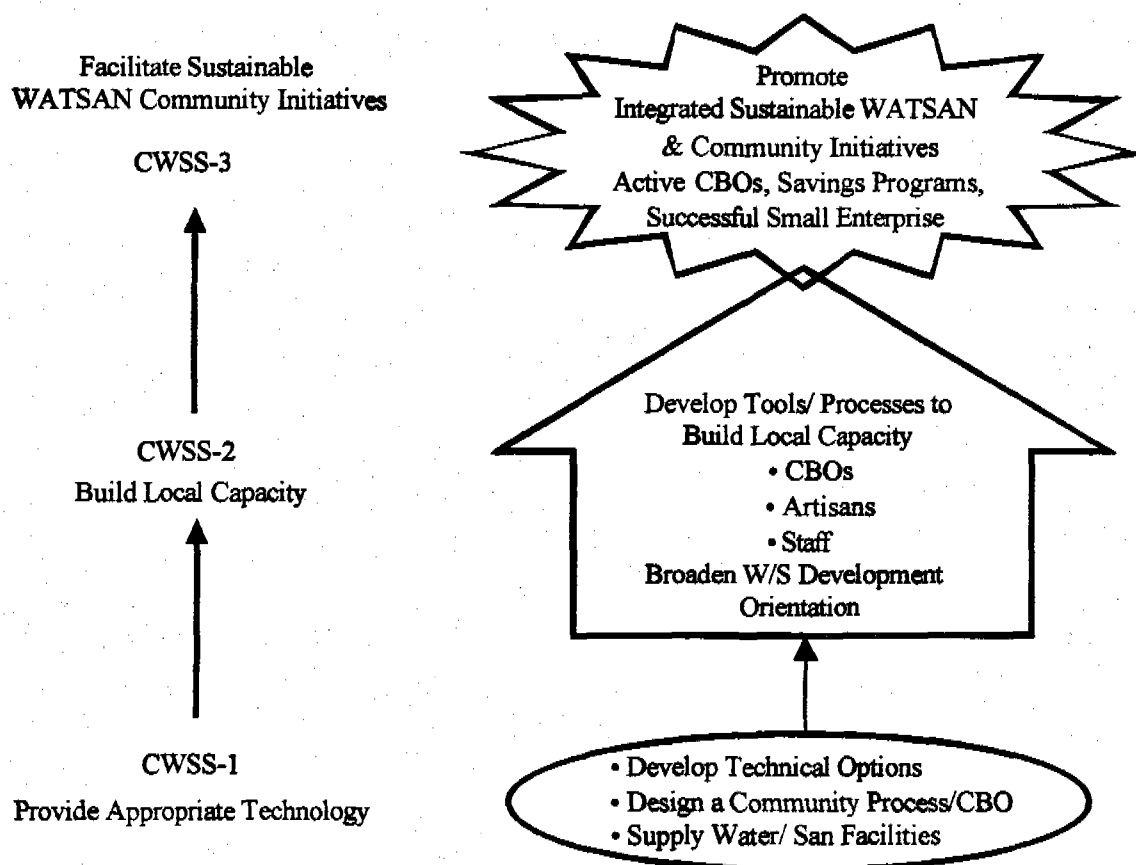 Facilitate Sustainable
WATSAN Community Initiatives
CWSS-3
CWSS-2
Build Local Capacity
CWSS-1
Provide Appropriate Technology
Promote
Integrated Sustainable WATSAN
& Community Initiatives
Active CBOs, Savings Programs,
Successful Small Enterprise
Develop Tools/ Processes to
Build Local Capacity
• CBOs
• Artisans
• Staff
Broaden W/S Development
Orientation
• Develop Technical Options
• Design a Community Process/CBO
• Supply Water/ San Facilities